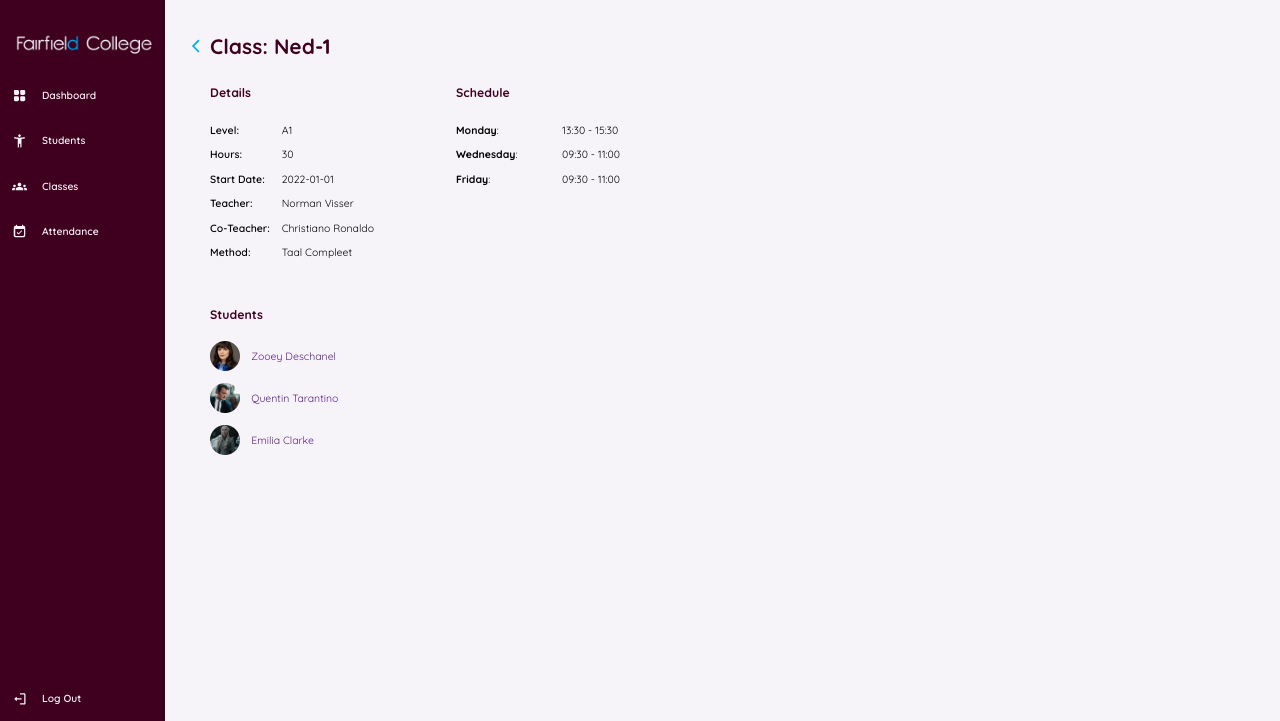 Fairfield College
Dashboard
Students
Classes
Attendance
Log Out
Class: Ned-1
Details
Level: A1
Hours: 30
Start Date: 2022-01-01
Teacher: Norman Visser
Co-Teacher: Christiano Ronaldo
Method: Taal Compleet
Schedule
Monday: 13:30 - 15:30
Wednesday: 09:30 - 11:00
Friday: 09:30 - 11:00
Students
Zooey Deschanel
Quentin Tarantino
Emilia Clarke